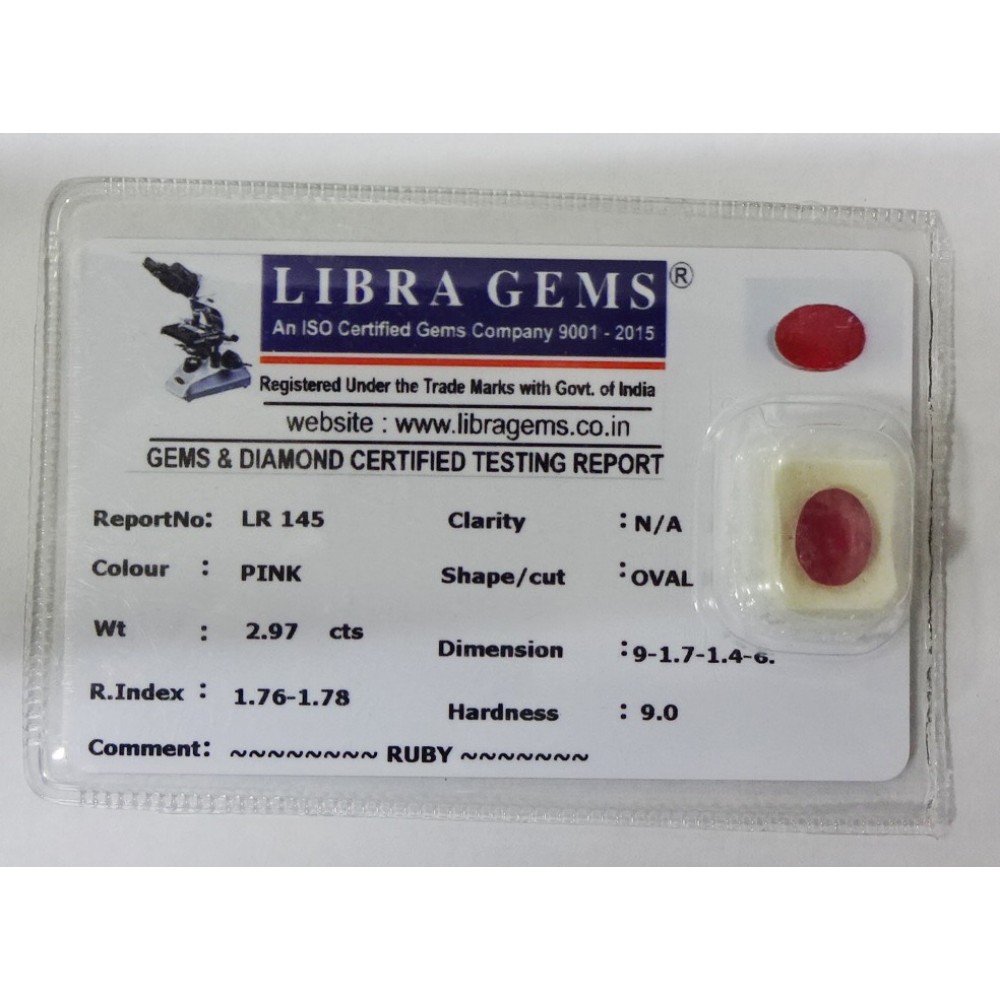 LIBRA GEMS ®
An ISO Certified Gems Company 9001 - 2015
Registered Under the Trade Marks with Govt. of India
website : www.libragems.co.in
GEMS & DIAMOND CERTIFIED TESTING REPORT
ReportNo: LR 145
Clarity : N/A
Colour : PINK
Shape/cut : OVAL
Wt : 2.97 cts
Dimension : 9-1.7-1.4-6.
R.Index : 1.76-1.78
Hardness : 9.0
Comment: ~~~~~~~~ RUBY ~~~~~~~